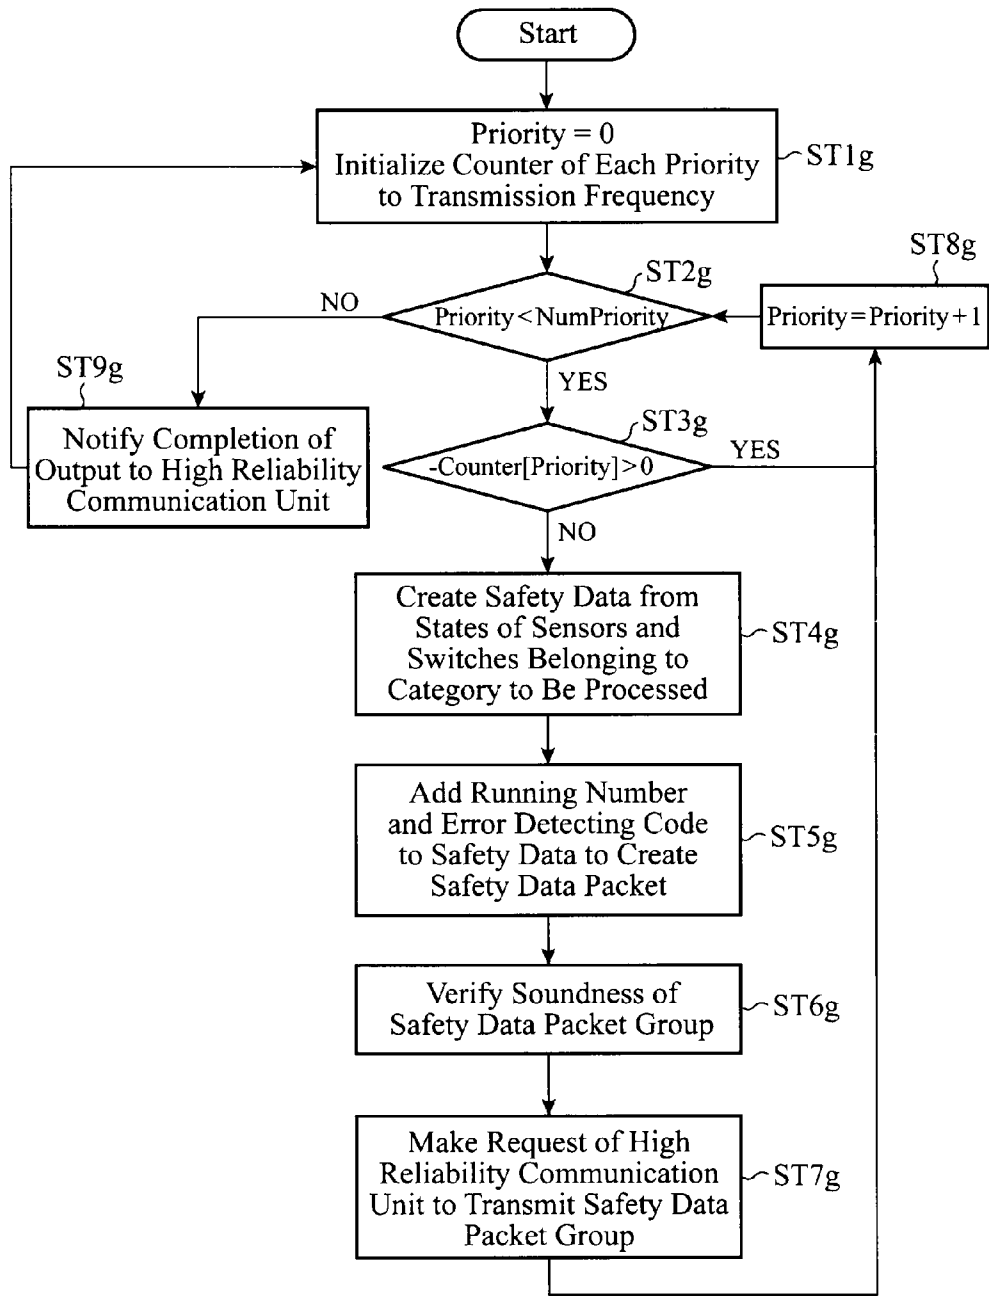 Start
Priority = 0
Initialize Counter of Each Priority
to Transmission Frequency
ST1g
ST8g
ST2g
Priority<NumPriority
Priority=Priority+1
NO
YES
ST9g
Notify Completion of
Output to High Reliability
Communication Unit
ST3g
-Counter[Priority]>0
YES
NO
Create Safety Data from
States of Sensors and
Switches Belonging to
Category to Be Processed
ST4g
Add Running Number
and Error Detecting Code
to Safety Data to Create
Safety Data Packet
ST5g
Verify Soundness of
Safety Data Packet Group
ST6g
Make Request of High
Reliability Communication
Unit to Transmit Safety Data
Packet Group
ST7g